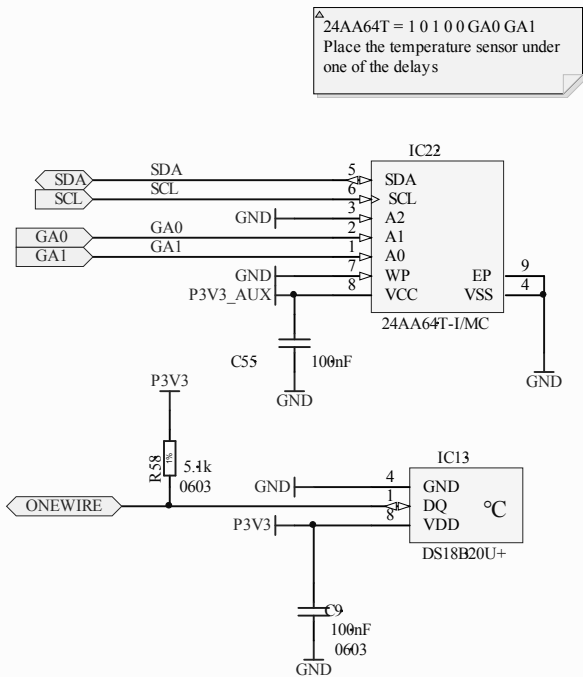 24AA64T = 1 0 1 0 0 GA0 GA1
Place the temperature sensor under
one of the delays
IC22
SDA SDA 5 SDA
SCL SCL 6 SCL
GND 3 A2
GA0 GA0 2 A1
GA1 GA1 1 A0
GND 7 WP EP 9
P3V3_AUX 8 VCC VSS 4
24AA64T-I/MC
C55 100nF
GND
GND
P3V3
R58 1% 5.1k
0603
IC13
GND 4 GND
ONEWIRE 1 DQ °C
P3V3 8 VDD
DS18B20U+
C9
100nF
0603
GND